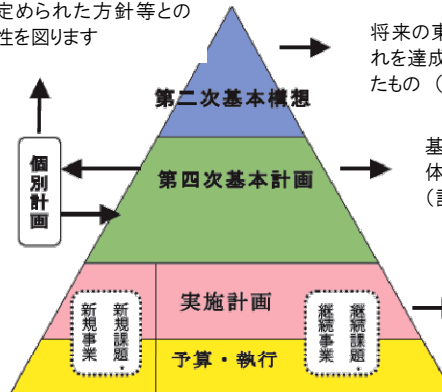 定められた方針等との
性を図ります
将来の東
れを達成
たもの （
第二次基本構想
基
体
個別計画
第四次基本計画
実施計画
新規課題・
新規事業
継続課題・
継続事業
予算・執行